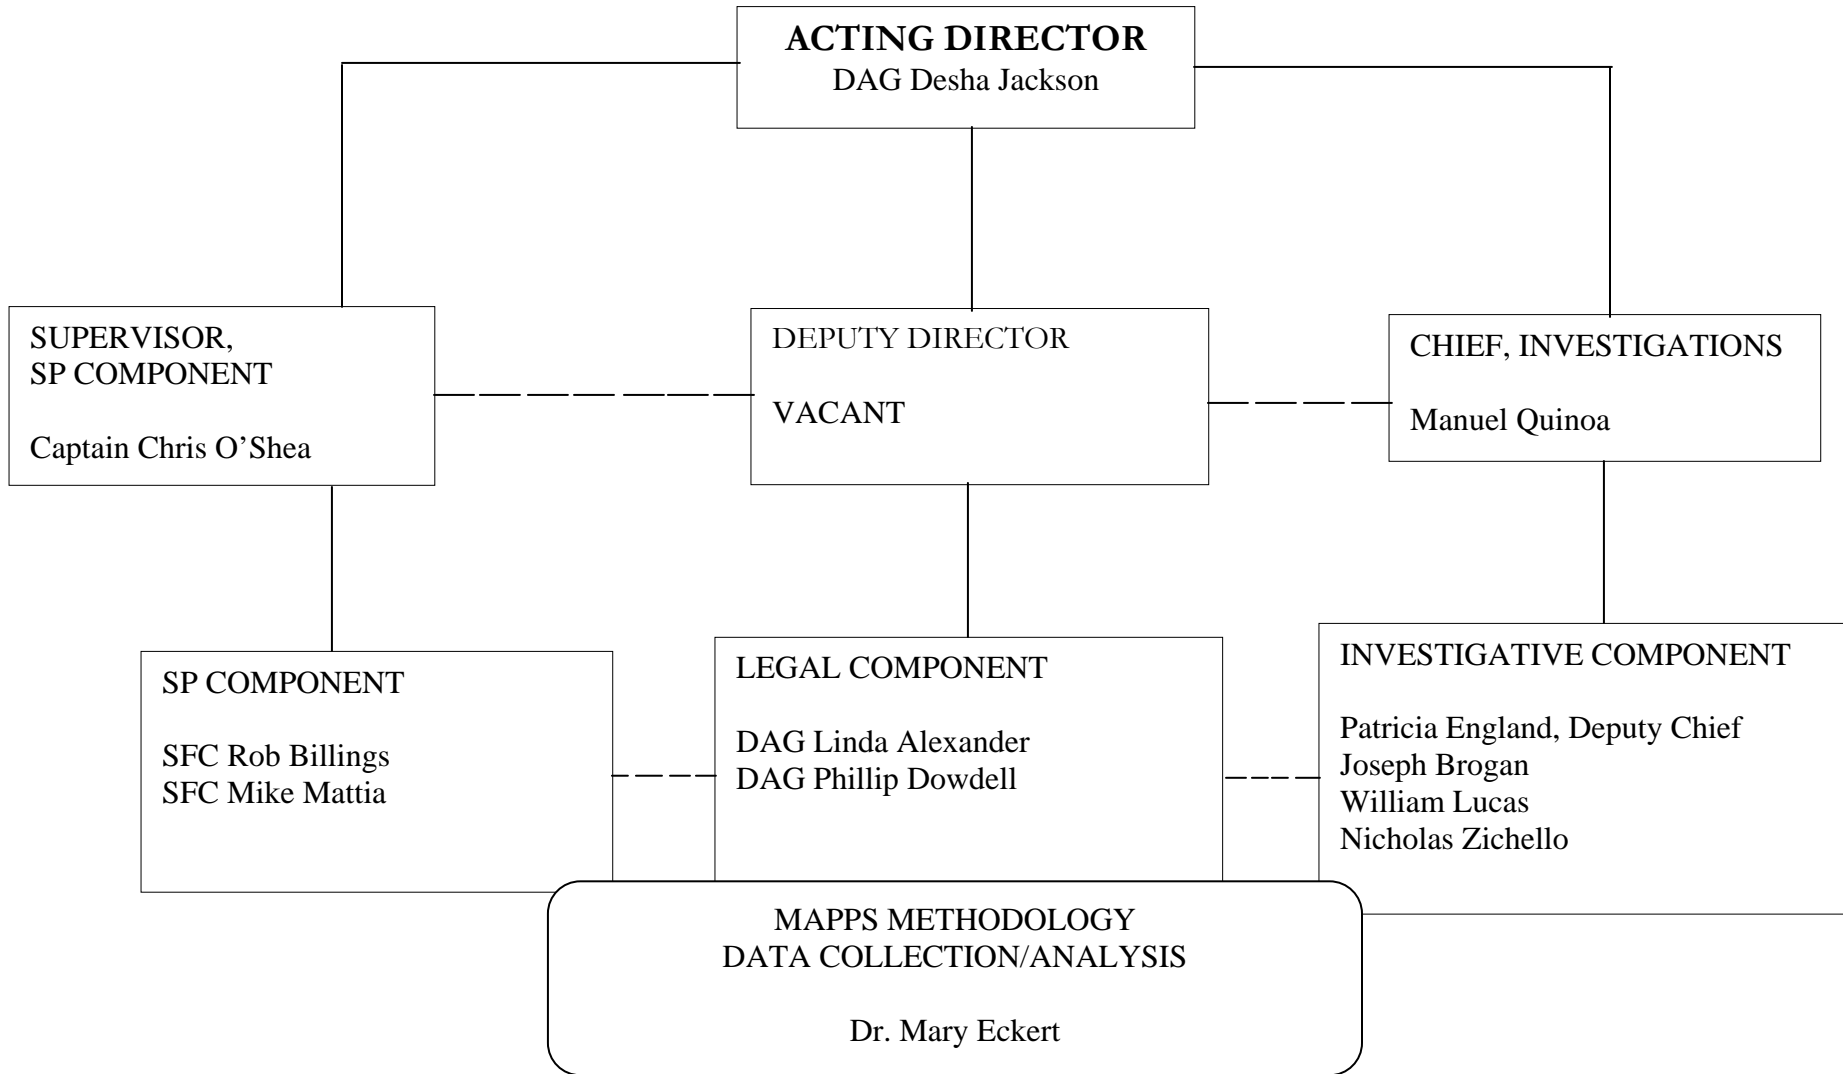 ACTING DIRECTOR
DAG Desha Jackson
SUPERVISOR,
SP COMPONENT
Captain Chris O’Shea
DEPUTY DIRECTOR
VACANT
CHIEF, INVESTIGATIONS
Manuel Quinoa
SP COMPONENT
SFC Rob Billings
SFC Mike Mattia
LEGAL COMPONENT
DAG Linda Alexander
DAG Phillip Dowdell
INVESTIGATIVE COMPONENT
Patricia England, Deputy Chief
Joseph Brogan
William Lucas
Nicholas Zichello
MAPPS METHODOLOGY
DATA COLLECTION/ANALYSIS
Dr. Mary Eckert